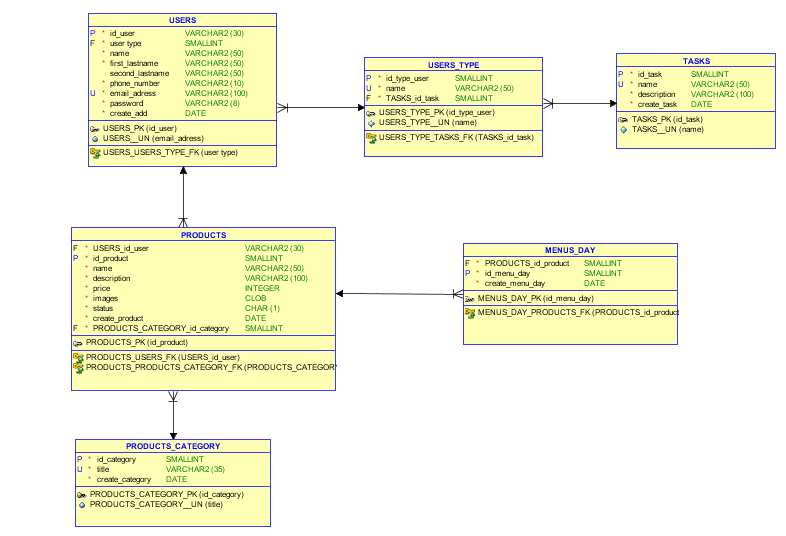 USERS
P * id_user VARCHAR2 (30)
F * user type SMALLINT
* name VARCHAR2 (50)
* first_lastname VARCHAR2 (50)
second_lastname VARCHAR2 (50)
* phone_number VARCHAR2 (10)
U * email_adress VARCHAR2 (100)
* password VARCHAR2 (8)
* create_add DATE
USERS_PK (id_user)
USERS__UN (email_adress)
USERS_USERS_TYPE_FK (user type)
USERS_TYPE
P * id_type_user SMALLINT
U * name VARCHAR2 (50)
F * TASKS_id_task SMALLINT
USERS_TYPE_PK (id_type_user)
USERS_TYPE__UN (name)
USERS_TYPE_TASKS_FK (TASKS_id_task)
TASKS
P * id_task SMALLINT
U * name VARCHAR2 (50)
* description VARCHAR2 (100)
* create_task DATE
TASKS_PK (id_task)
TASKS__UN (name)
PRODUCTS
F * USERS_id_user VARCHAR2 (30)
P * id_product SMALLINT
* name VARCHAR2 (50)
* description VARCHAR2 (100)
* price INTEGER
* images CLOB
* status CHAR (1)
* create_product DATE
F * PRODUCTS_CATEGORY_id_category SMALLINT
PRODUCTS_PK (id_product)
PRODUCTS_USERS_FK (USERS_id_user)
PRODUCTS_PRODUCTS_CATEGORY_FK (PRODUCTS_CATEGORY
MENUS_DAY
F * PRODUCTS_id_product SMALLINT
P * id_menu_day SMALLINT
* create_menu_day DATE
MENUS_DAY_PK (id_menu_day)
MENUS_DAY_PRODUCTS_FK (PRODUCTS_id_product
PRODUCTS_CATEGORY
P * id_category SMALLINT
U * title VARCHAR2 (35)
* create_category DATE
PRODUCTS_CATEGORY_PK (id_category)
PRODUCTS_CATEGORY__UN (title)